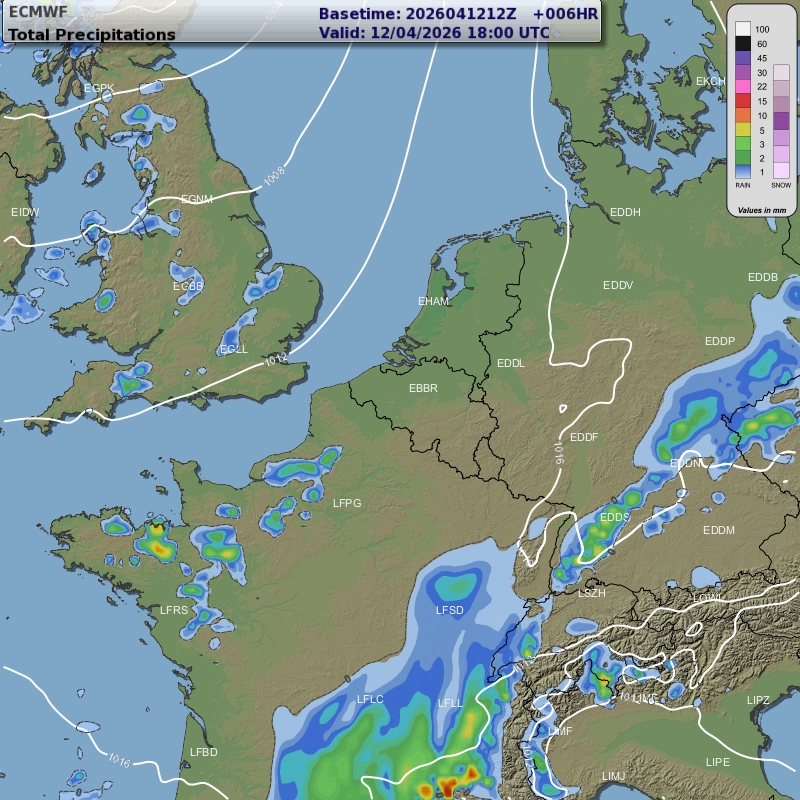 ECMWF
Basetime: 2026041212Z +006HR
Total Precipitations
Valid: 12/04/2026 18:00 UTC
100
60
45
30
22
15
10
5
3
2
1
RAIN SNOW
Values in mm
EGPK
EKCH
1008
EGNM
EIDW
EDDH
EDDB
EGBB
EDDV
EHAM
EDDP
EGLL
1012
EDDL
EBBR
EDDF
1016
EDDN
LFPG
EDDS
EDDM
LSZH
LOWI
LFRS
LFSD
LFLC
LFLL
LIMC
LIPZ
LIMF
LFBD
1016
LIPE
LIMJ